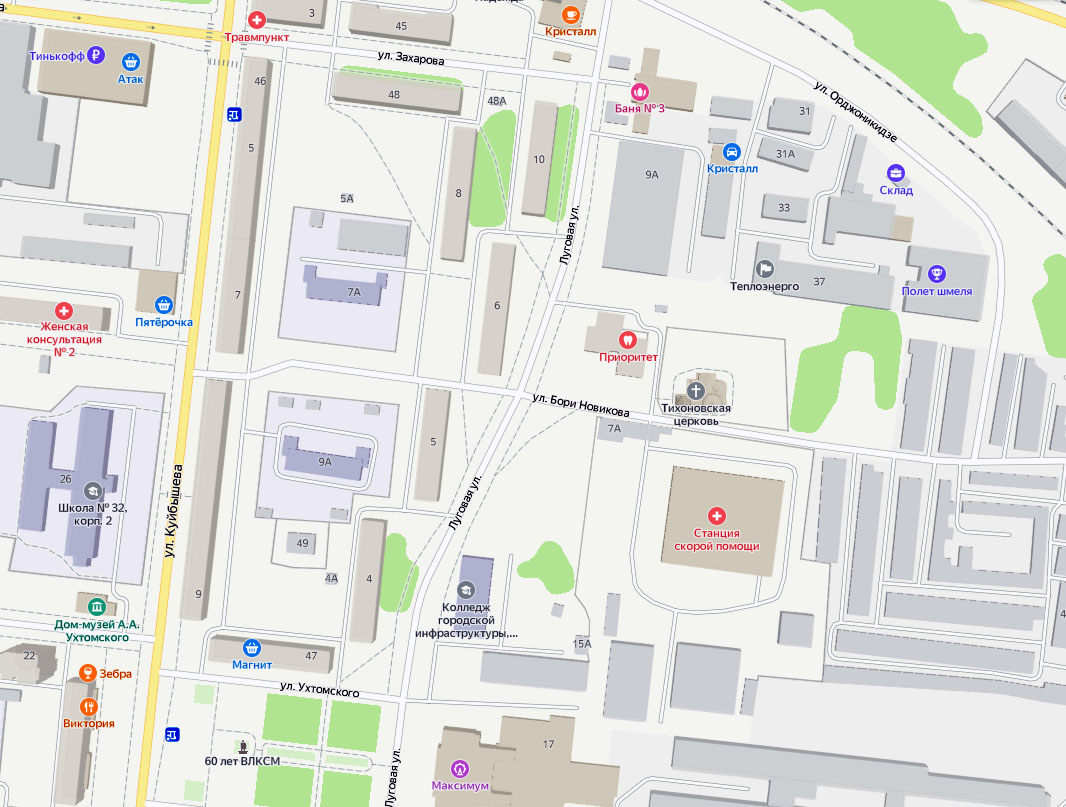 3
45
Надежда
Кристалл
Травмпункт
ул. Захарова
Тинькофф
Атак
46
48
48А
Баня № 3
ул. Орджоникидзе
31
5
10
9А
31А
Кристалл
Склад
8
5А
33
Луговая ул.
Теплоэнерго
37
Полет шмеля
7
7А
6
Пятёрочка
Женская
консультация
№ 2
Приоритет
ул. Бори Новикова
Тихоновская
церковь
7А
5
9А
26
Школа № 32,
корп. 2
ул. Куйбышева
Луговая ул.
Станция
скорой помощи
49
4А
4
9
Колледж
городской
инфраструктуры,...
15А
4
Дом-музей А.А.
Ухтомского
22
Магнит
47
Зебра
ул. Ухтомского
Виктория
60 лет ВЛКСМ
17
Максимум
Луговая ул.